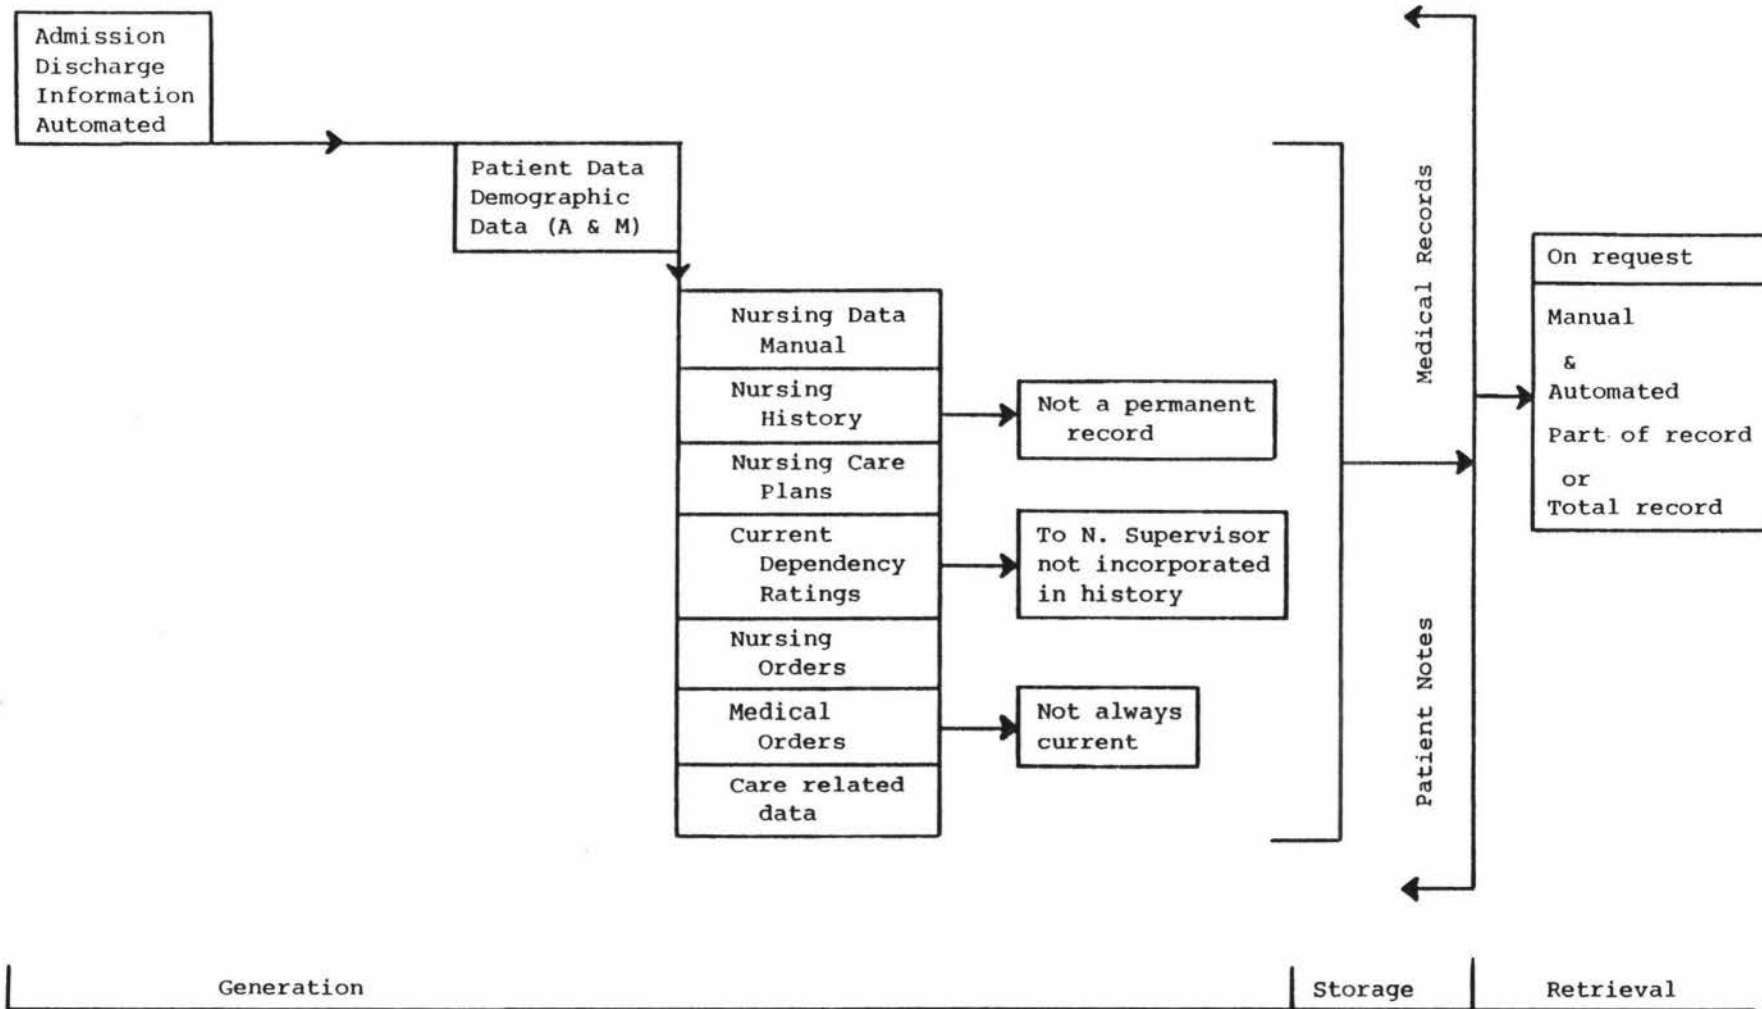 Admission
Discharge
Information
Automated
Patient Data
Demographic
Data (A & M)
Nursing Data
Manual
Nursing
History
Nursing Care
Plans
Current
Dependency
Ratings
Nursing
Orders
Medical
Orders
Care related
data
Not a permanent
record
To N. Supervisor
not incorporated
in history
Not always
current
Medical Records
Patient Notes
On request
Manual
&
Automated
Part of record
or
Total record
Generation
Storage
Retrieval